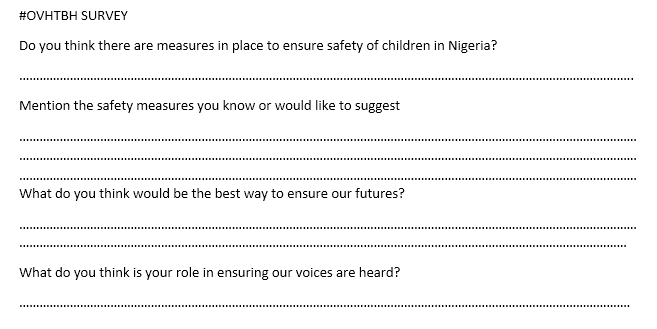 #OVHTBH SURVEY
Do you think there are measures in place to ensure safety of children in Nigeria?
Mention the safety measures you know or would like to suggest
What do you think would be the best way to ensure our futures?
What do you think is your role in ensuring our voices are heard?